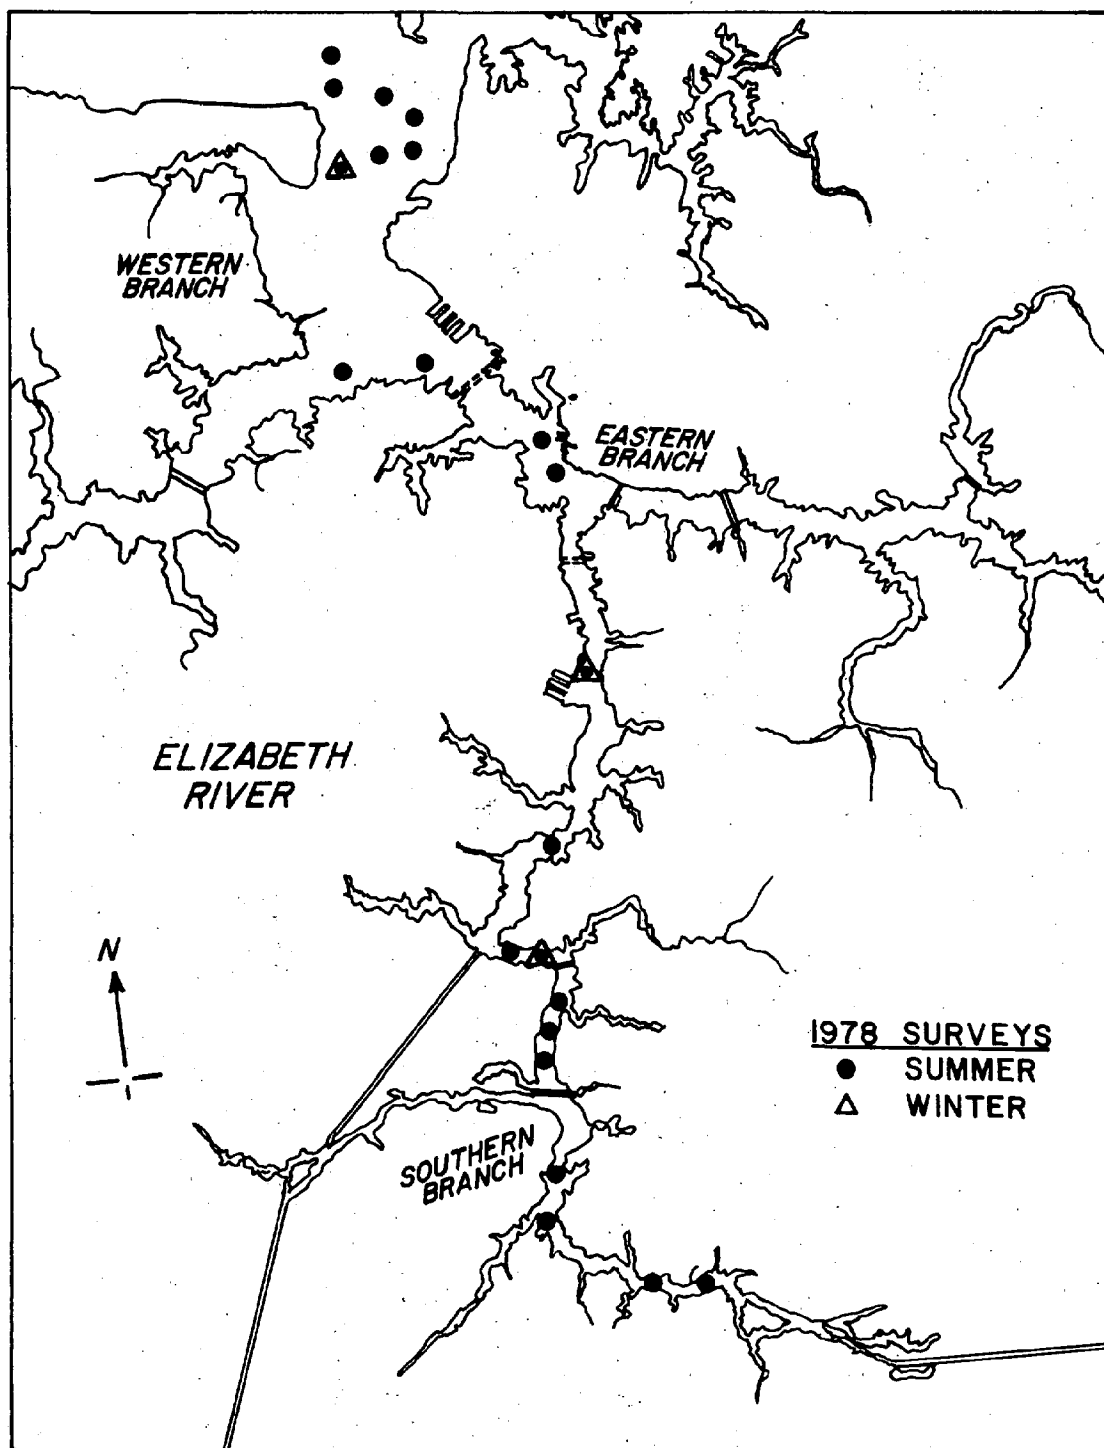 WESTERN
BRANCH
EASTERN
BRANCH
ELIZABETH
RIVER
N
1978 SURVEYS
SUMMER
WINTER
SOUTHERN
BRANCH